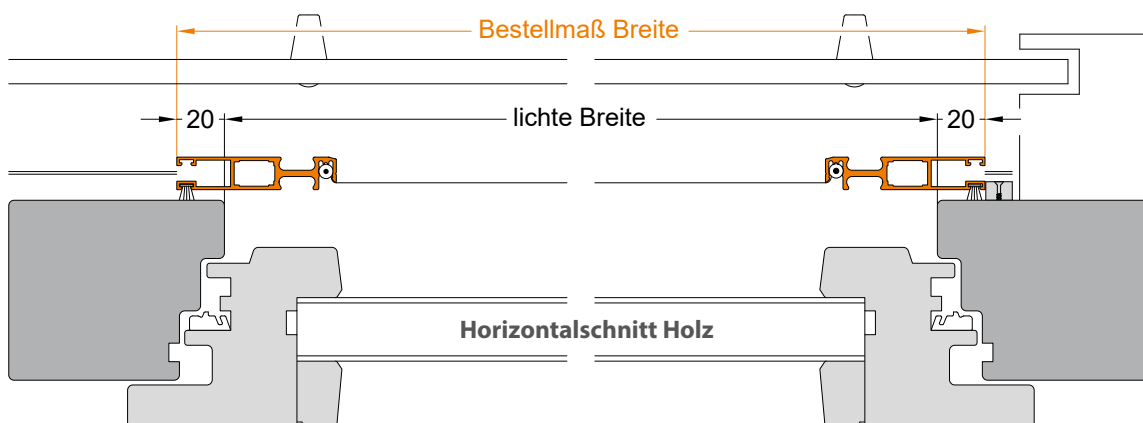 Bestellmaß Breite
20
lichte Breite
20
Horizontalschnitt Holz